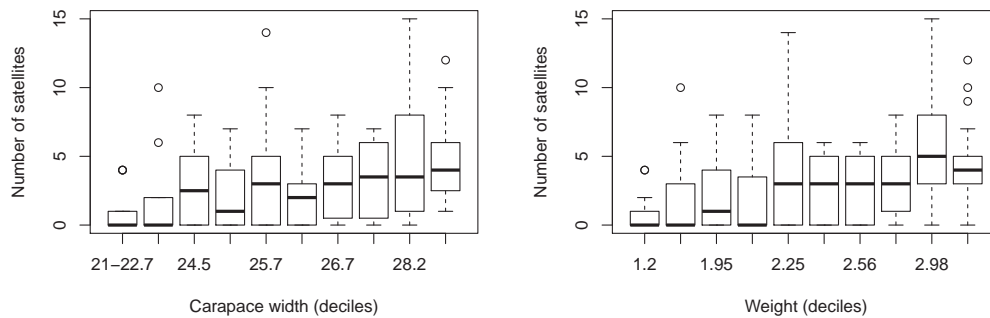 Number of satellites
15
10
5
0
21−22.7 24.5 25.7 26.7 28.2
Carapace width (deciles)
Number of satellites
15
10
5
0
1.2 1.95 2.25 2.56 2.98
Weight (deciles)